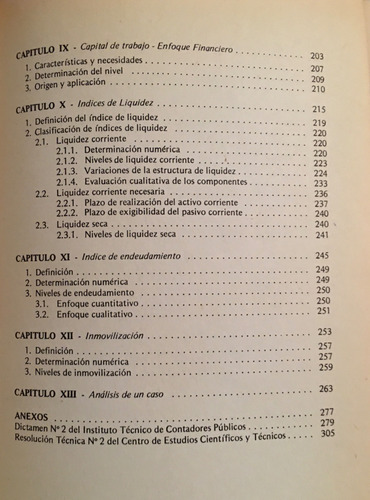 CAPITULO IX - Capital de trabajo - Enfoque Financiero 203
1. Características y necesidades 207
2. Determinación del nivel 209
3. Origen y aplicación 210
CAPITULO X - Indices de Liquidez 215
1. Definición del índice de liquidez 219
2. Clasificación de índices de liquidez 220
2.1. Liquidez corriente 220
2.1.1. Determinación numérica 220
2.1.2. Niveles de liquidez corriente 223
2.1.3. Variaciones de la estructura de liquidez 224
2.1.4. Evaluación cualitativa de los componentes 233
2.2. Liquidez corriente necesaria 236
2.2.1. Plazo de realización del activo corriente 237
2.2.2. Plazo de exigibilidad del pasivo corriente 240
2.3. Liquidez seca 240
2.3.1. Niveles de liquidez seca 241
CAPITULO XI - Indice de endeudamiento 245
1. Definición 249
2. Determinación numérica 249
3. Niveles de endeudamiento 250
3.1. Enfoque cuantitativo 250
3.2. Enfoque cualitativo 251
CAPITULO XII - Inmovilización 253
1. Definición 257
2. Determinación numérica 257
3. Niveles de inmovilización 259
CAPITULO XIII - Análisis de un caso 263
ANEXOS 277
Dictamen Nº 2 del Instituto Técnico de Contadores Públicos 279
Resolución Técnica Nº 2 del Centro de Estudios Científicos y Técnicos 305